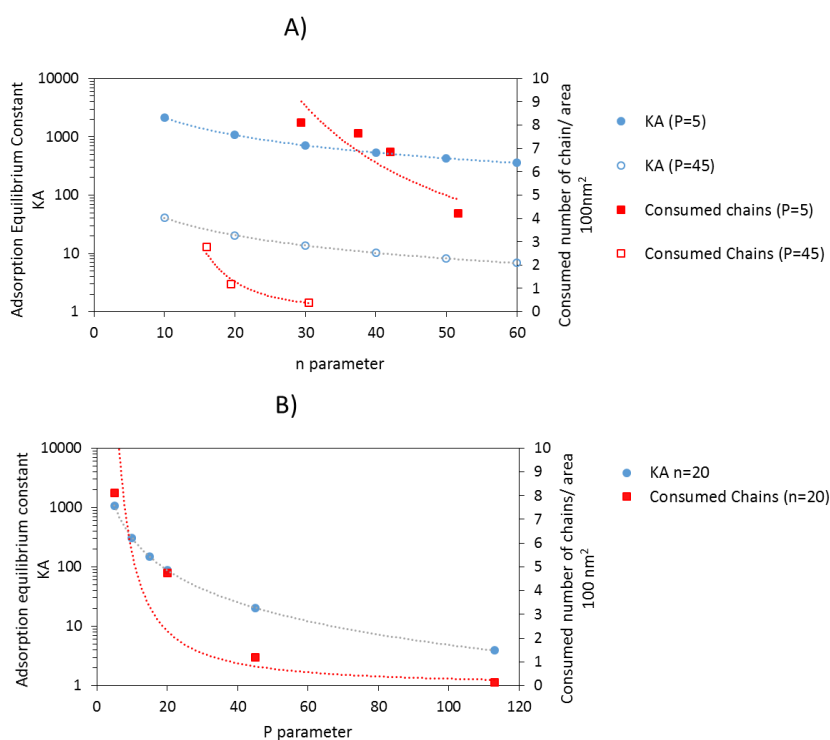 A)
Adsorption Equilibrium Constant
KA
10000
1000
100
10
1
0
10
20
30
40
50
60
n parameter
10
9
8
7
6
5
4
3
2
1
0
Consumed number of chain/ area
100nm²
KA (P=5)
KA (P=45)
Consumed chains (P=5)
Consumed Chains (P=45)
B)
Adsorption equilibrium constant
KA
10000
1000
100
10
1
0
20
40
60
80
100
120
P parameter
10
9
8
7
6
5
4
3
2
1
0
Consumed number of chains/ area
100 nm²
KA n=20
Consumed Chains (n=20)